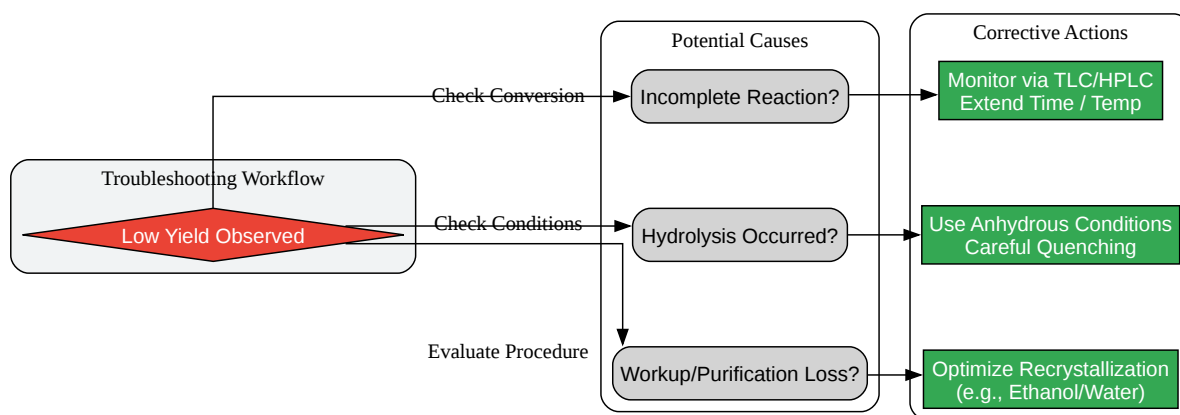 Potential Causes
Corrective Actions
Check Conversion
Incomplete Reaction?
Monitor via TLC/HPLC
Extend Time / Temp
Troubleshooting Workflow
Low Yield Observed
Check Conditions
Hydrolysis Occurred?
Use Anhydrous Conditions
Careful Quenching
Evaluate Procedure
Workup/Purification Loss?
Optimize Recrystallization
(e.g., Ethanol/Water)